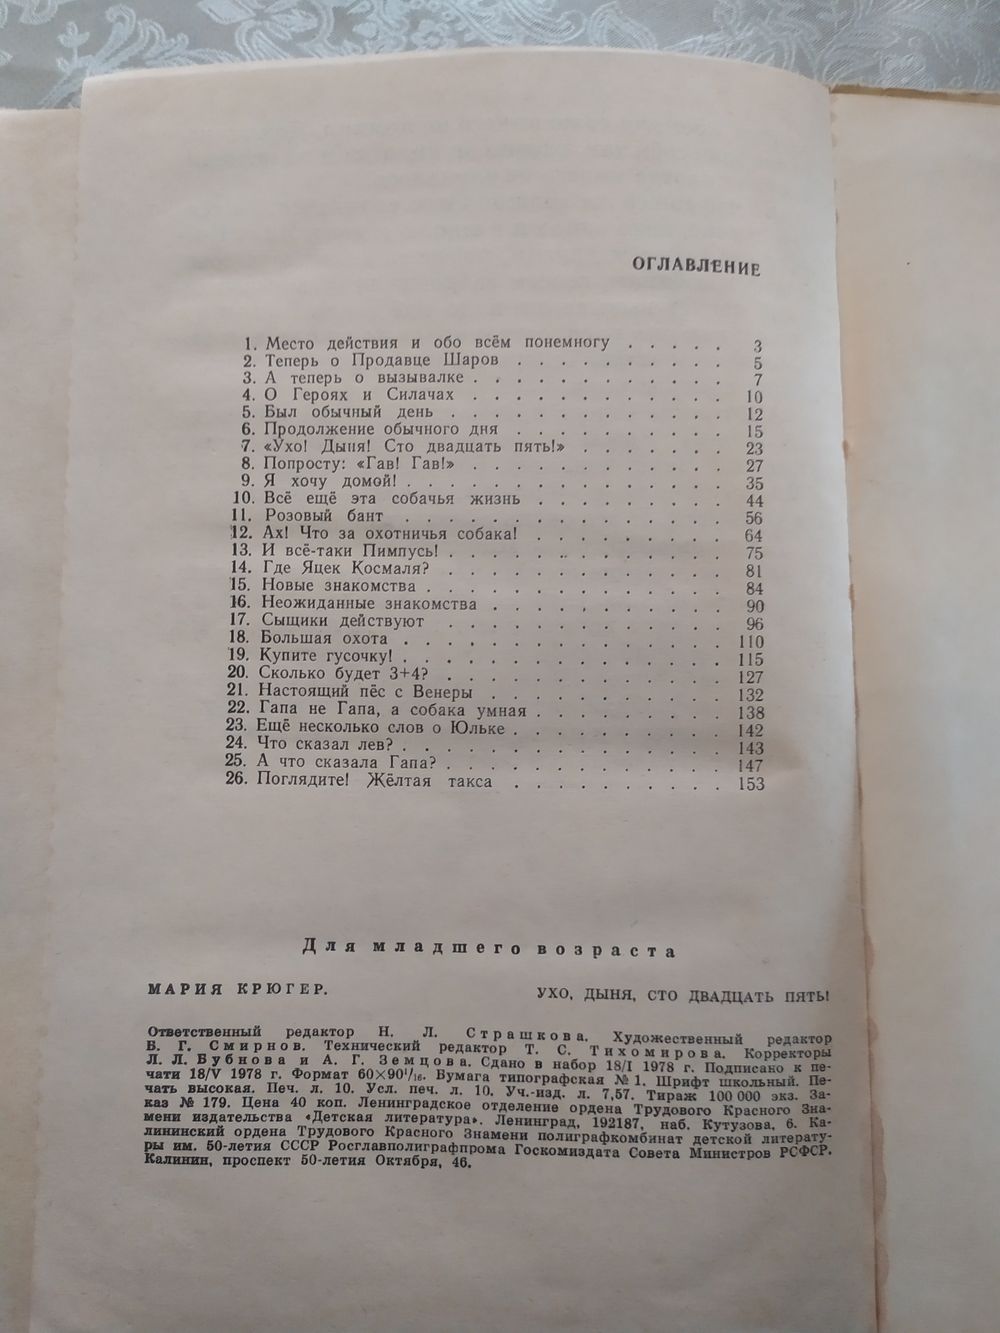 ОГЛАВЛЕНИЕ
1. Место действия и обо всём понемногу . . . . . 3
2. Теперь о Продавце Шаров . . . . . . . . . . 5
3. А теперь о вызывалке . . . . . . . . . . . . 7
4. О Героях и Силачах . . . . . . . . . . . . 10
5. Был обычный день . . . . . . . . . . . . . 12
6. Продолжение обычного дня . . . . . . . . . . 15
7. «Ухо! Дыня! Сто двадцать пять!» . . . . . . . 23
8. Попросту: «Гав! Гав!» . . . . . . . . . . . . 27
9. Я хочу домой! . . . . . . . . . . . . . . . 35
10. Всё ещё эта собачья жизнь . . . . . . . . . 44
11. Розовый бант . . . . . . . . . . . . . . . 56
12. Ах! Что за охотничья собака! . . . . . . . . . 64
13. И всё-таки Пимпусь! . . . . . . . . . . . . . 75
14. Где Яцек Космаля? . . . . . . . . . . . . . 81
15. Новые знакомства . . . . . . . . . . . . . . 84
16. Неожиданные знакомства . . . . . . . . . . . 90
17. Сыщики действуют . . . . . . . . . . . . . 96
18. Большая охота . . . . . . . . . . . . . . . 110
19. Купите гусочку! . . . . . . . . . . . . . . . 115
20. Сколько будет 3+4? . . . . . . . . . . . . . 127
21. Настоящий пёс с Венеры . . . . . . . . . . . 132
22. Гапа не Гапа, а собака умная . . . . . . . . . 138
23. Ещё несколько слов о Юльке . . . . . . . . . . 142
24. Что сказал лев? . . . . . . . . . . . . . . . 143
25. А что сказала Гапа? . . . . . . . . . . . . . 147
26. Поглядите! Жёлтая такса . . . . . . . . . . 153
Для младшего возраста
МАРИЯ КРЮГЕР. УХО, ДЫНЯ, СТО ДВАДЦАТЬ ПЯТЬ!
Ответственный редактор Н. Л. Страшкова. Художественный редактор
Б. Г. Смирнов. Технический редактор Т. С. Тихомирова. Корректоры
Л. Л. Бубнова и А. Г. Земцова. Сдано в набор 18/I 1978 г. Подписано к пе-
чати 18/V 1978 г. Формат 60×90¹/₁₆. Бумага типографская № 1. Шрифт школьный. Пе-
чать высокая. Печ. л. 10. Усл. печ. л. 10. Уч.-изд. л. 7,57. Тираж 100 000 экз. За-
каз № 179. Цена 40 коп. Ленинградское отделение ордена Трудового Красного Зна-
мени издательства «Детская литература». Ленинград, 192187, наб. Кутузова, 6. Ка-
лининский ордена Трудового Красного Знамени полиграфкомбинат детской литерату-
ры им. 50-летия СССР Росглавполиграфпрома Госкомиздата Совета Министров РСФСР.
Калинин, проспект 50-летия Октября, 46.